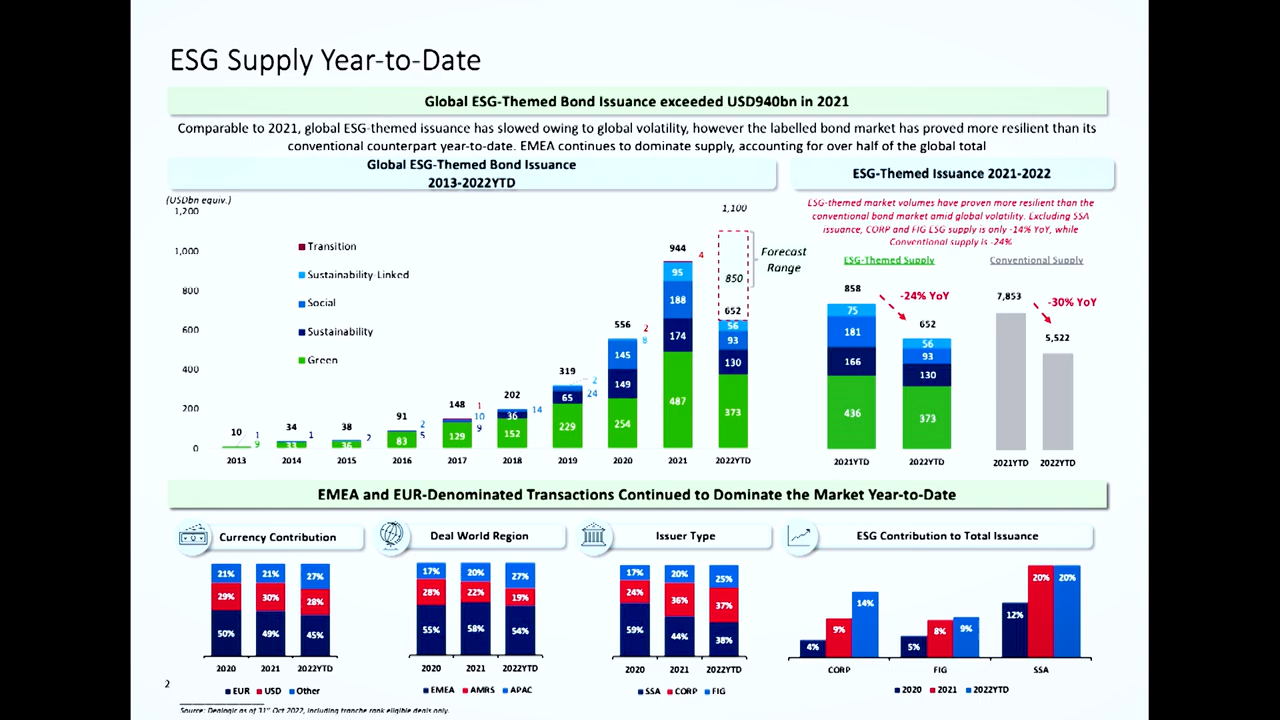 ESG Supply Year-to-Date
Global ESG-Themed Bond Issuance exceeded USD940bn in 2021
Comparable to 2021, global ESG-themed issuance has slowed owing to global volatility, however the labelled bond market has proved more resilient than its
conventional counterpart year-to-date. EMEA continues to dominate supply, accounting for over half of the global total
Global ESG-Themed Bond Issuance
2013-2022YTD
(USDbn equiv.)
1,200
1,000
800
600
400
200
0
Transition
Sustainability-Linked
Social
Sustainability
Green
10
1
9
34
1
33
38
2
36
91
2
5
83
148
1
10
9
129
202
14
36
152
319
2
24
65
229
556
2
8
145
149
254
944
4
95
188
174
487
1,100
850
652
56
93
130
373
Forecast
Range
2013 2014 2015 2016 2017 2018 2019 2020 2021 2022YTD
ESG-Themed Issuance 2021-2022
ESG-themed market volumes have proven more resilient than the
conventional bond market amid global volatility. Excluding SSA
issuance, CORP and FIG ESG supply is only -14% YoY, while
Conventional supply is -24%
ESG-Themed Supply
858
75
181
166
436
-24% YoY
652
56
93
130
373
2021YTD 2022YTD
Conventional Supply
7,853
-30% YoY
5,522
2021YTD 2022YTD
EMEA and EUR-Denominated Transactions Continued to Dominate the Market Year-to-Date
Currency Contribution
21% 21% 27%
29% 30% 28%
50% 49% 45%
2020 2021 2022YTD
EUR USD Other
Deal World Region
17% 20% 27%
28% 22% 19%
55% 58% 54%
2020 2021 2022YTD
EMEA AMRS APAC
Issuer Type
17% 20% 25%
24% 36% 37%
59% 44% 38%
2020 2021 2022YTD
SSA CORP FIG
ESG Contribution to Total Issuance
4% 9% 14%
5% 8% 9%
12% 20% 20%
CORP FIG SSA
2020 2021 2022YTD
2
Source: Dealogic as of 31st Oct 2022, including tranche rank eligible deals only.